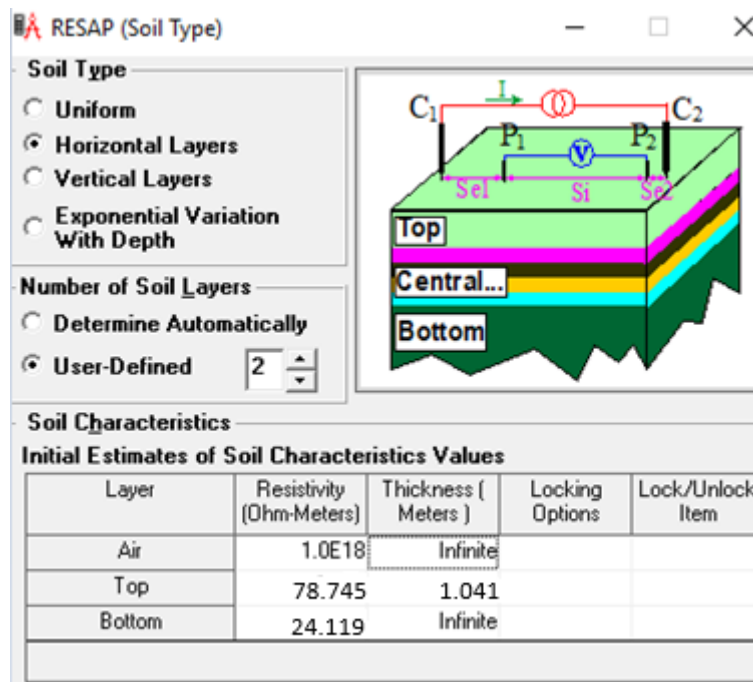 RESAP (Soil Type)
Soil Type
Uniform
Horizontal Layers
Vertical Layers
Exponential Variation
With Depth
Number of Soil Layers
Determine Automatically
User-Defined 2
I
C1 C2
P1 P2
V
Se1 Si Se2
Top
Central...
Bottom
Soil Characteristics
Initial Estimates of Soil Characteristics Values
Layer Resistivity (Ohm-Meters) Thickness ( Meters ) Locking Options Lock/Unlock Item
Air 1.0E18 Infinite
Top 78.745 1.041
Bottom 24.119 Infinite